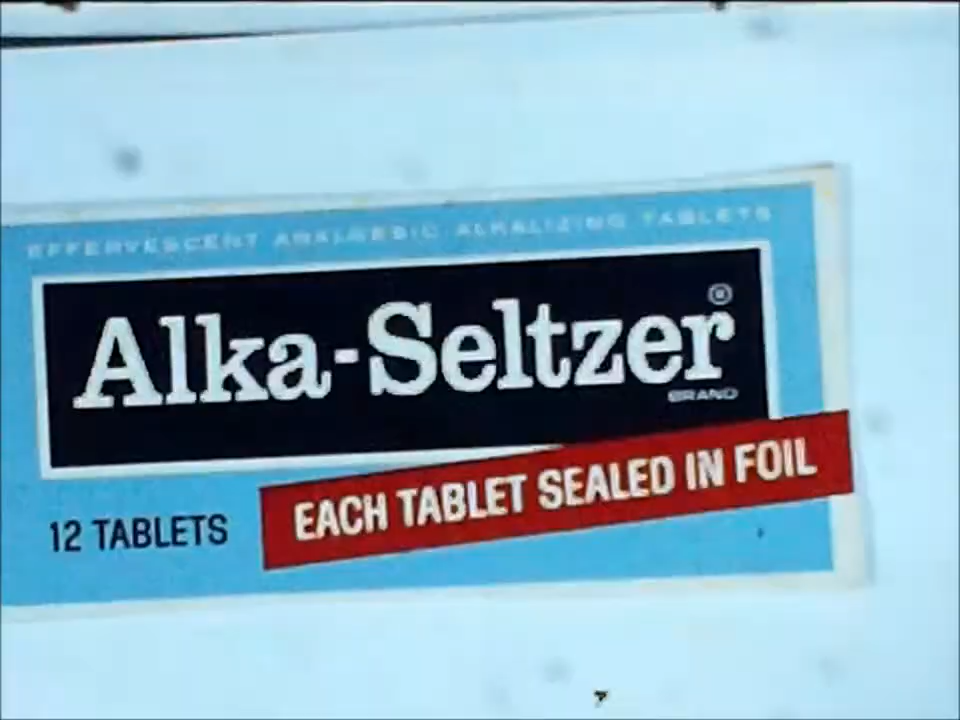 EFFERVESCENT ANALGESIC ALKALIZING TABLETS
Alka-Seltzer®
BRAND
EACH TABLET SEALED IN FOIL
12 TABLETS